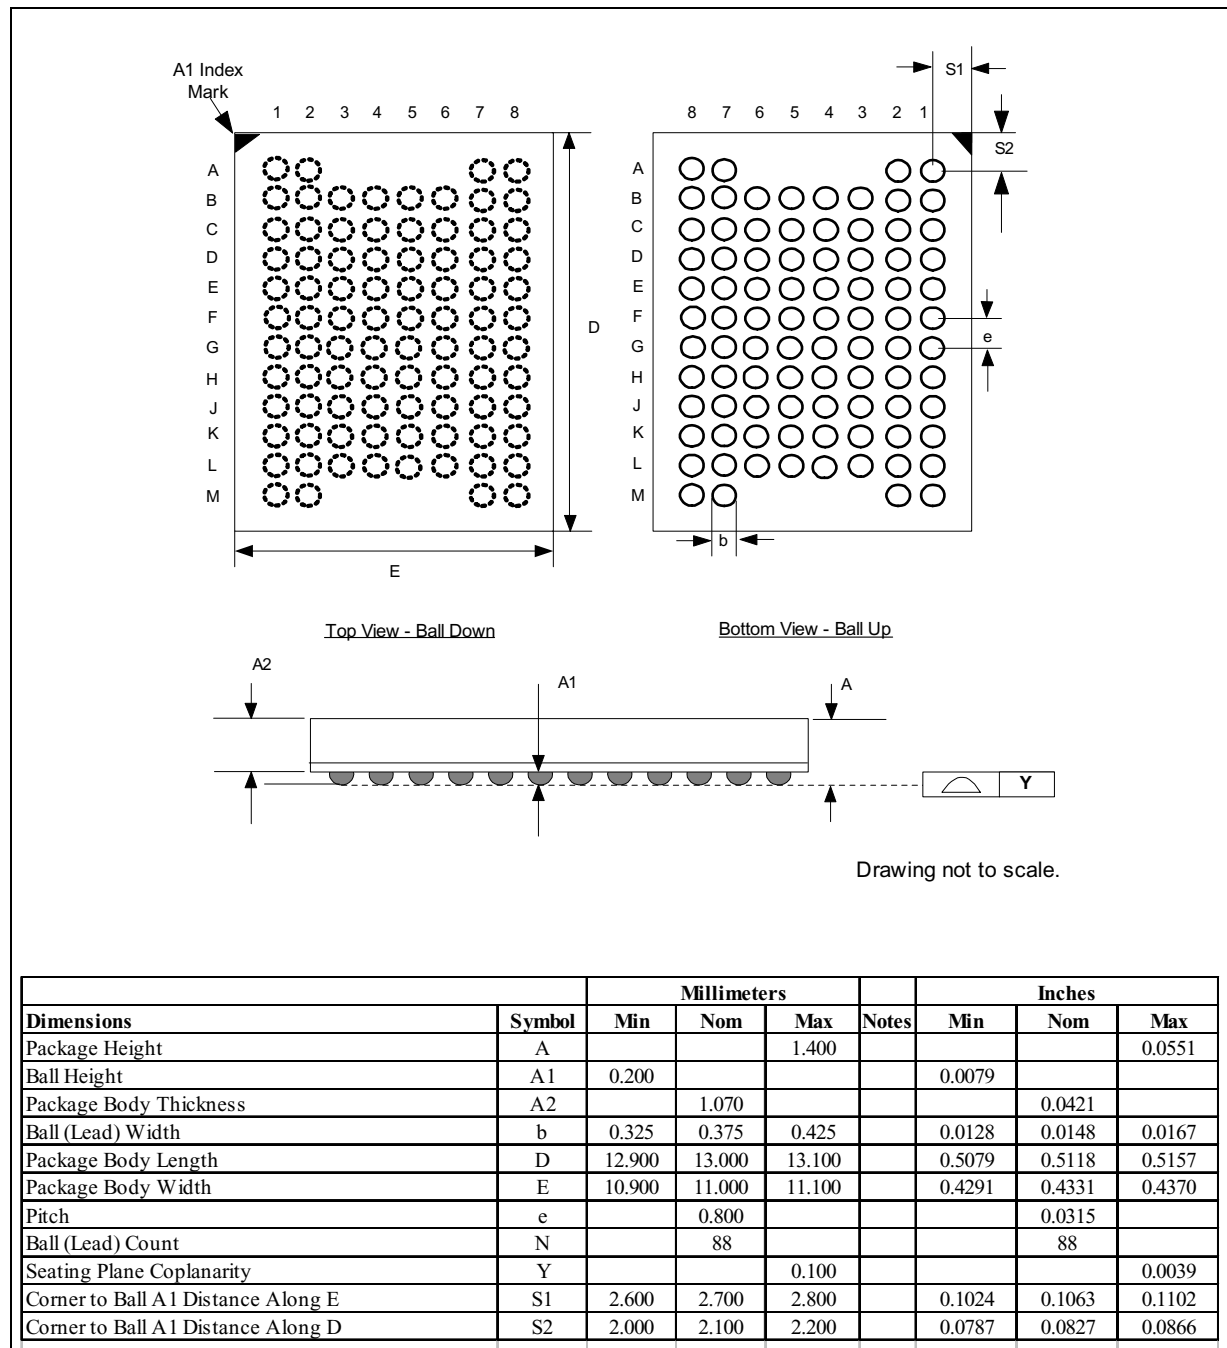 A1 Index
Mark
1 2 3 4 5 6 7 8
A
B
C
D
E
F
G
H
J
K
L
M
D
E
Top View - Ball Down
S1
8 7 6 5 4 3 2 1
S2
A
B
C
D
E
F
G
H
J
K
L
M
e
b
Bottom View - Ball Up
A2
A1
A
Y
Drawing not to scale.
Millimeters Inches
Dimensions Symbol Min Nom Max Notes Min Nom Max
Package Height A 1.400 0.0551
Ball Height A1 0.200 0.0079
Package Body Thickness A2 1.070 0.0421
Ball (Lead) Width b 0.325 0.375 0.425 0.0128 0.0148 0.0167
Package Body Length D 12.900 13.000 13.100 0.5079 0.5118 0.5157
Package Body Width E 10.900 11.000 11.100 0.4291 0.4331 0.4370
Pitch e 0.800 0.0315
Ball (Lead) Count N 88 88
Seating Plane Coplanarity Y 0.100 0.0039
Corner to Ball A1 Distance Along E S1 2.600 2.700 2.800 0.1024 0.1063 0.1102
Corner to Ball A1 Distance Along D S2 2.000 2.100 2.200 0.0787 0.0827 0.0866